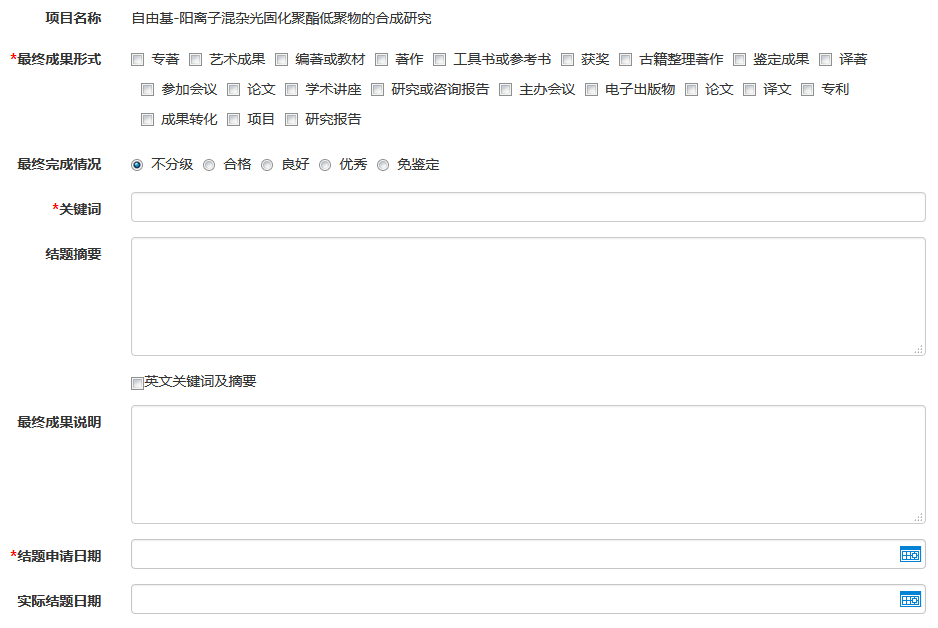 项目名称 自由基-阳离子混杂光固化聚酯低聚物的合成研究
*最终成果形式 专著 艺术成果 编著或教材 著作 工具书或参考书 获奖 古籍整理著作 鉴定成果 译著
参加会议 论文 学术讲座 研究或咨询报告 主办会议 电子出版物 论文 译文 专利
成果转化 项目 研究报告
最终完成情况 不分级 合格 良好 优秀 免鉴定
*关键词
结题摘要
英文关键词及摘要
最终成果说明
*结题申请日期
实际结题日期